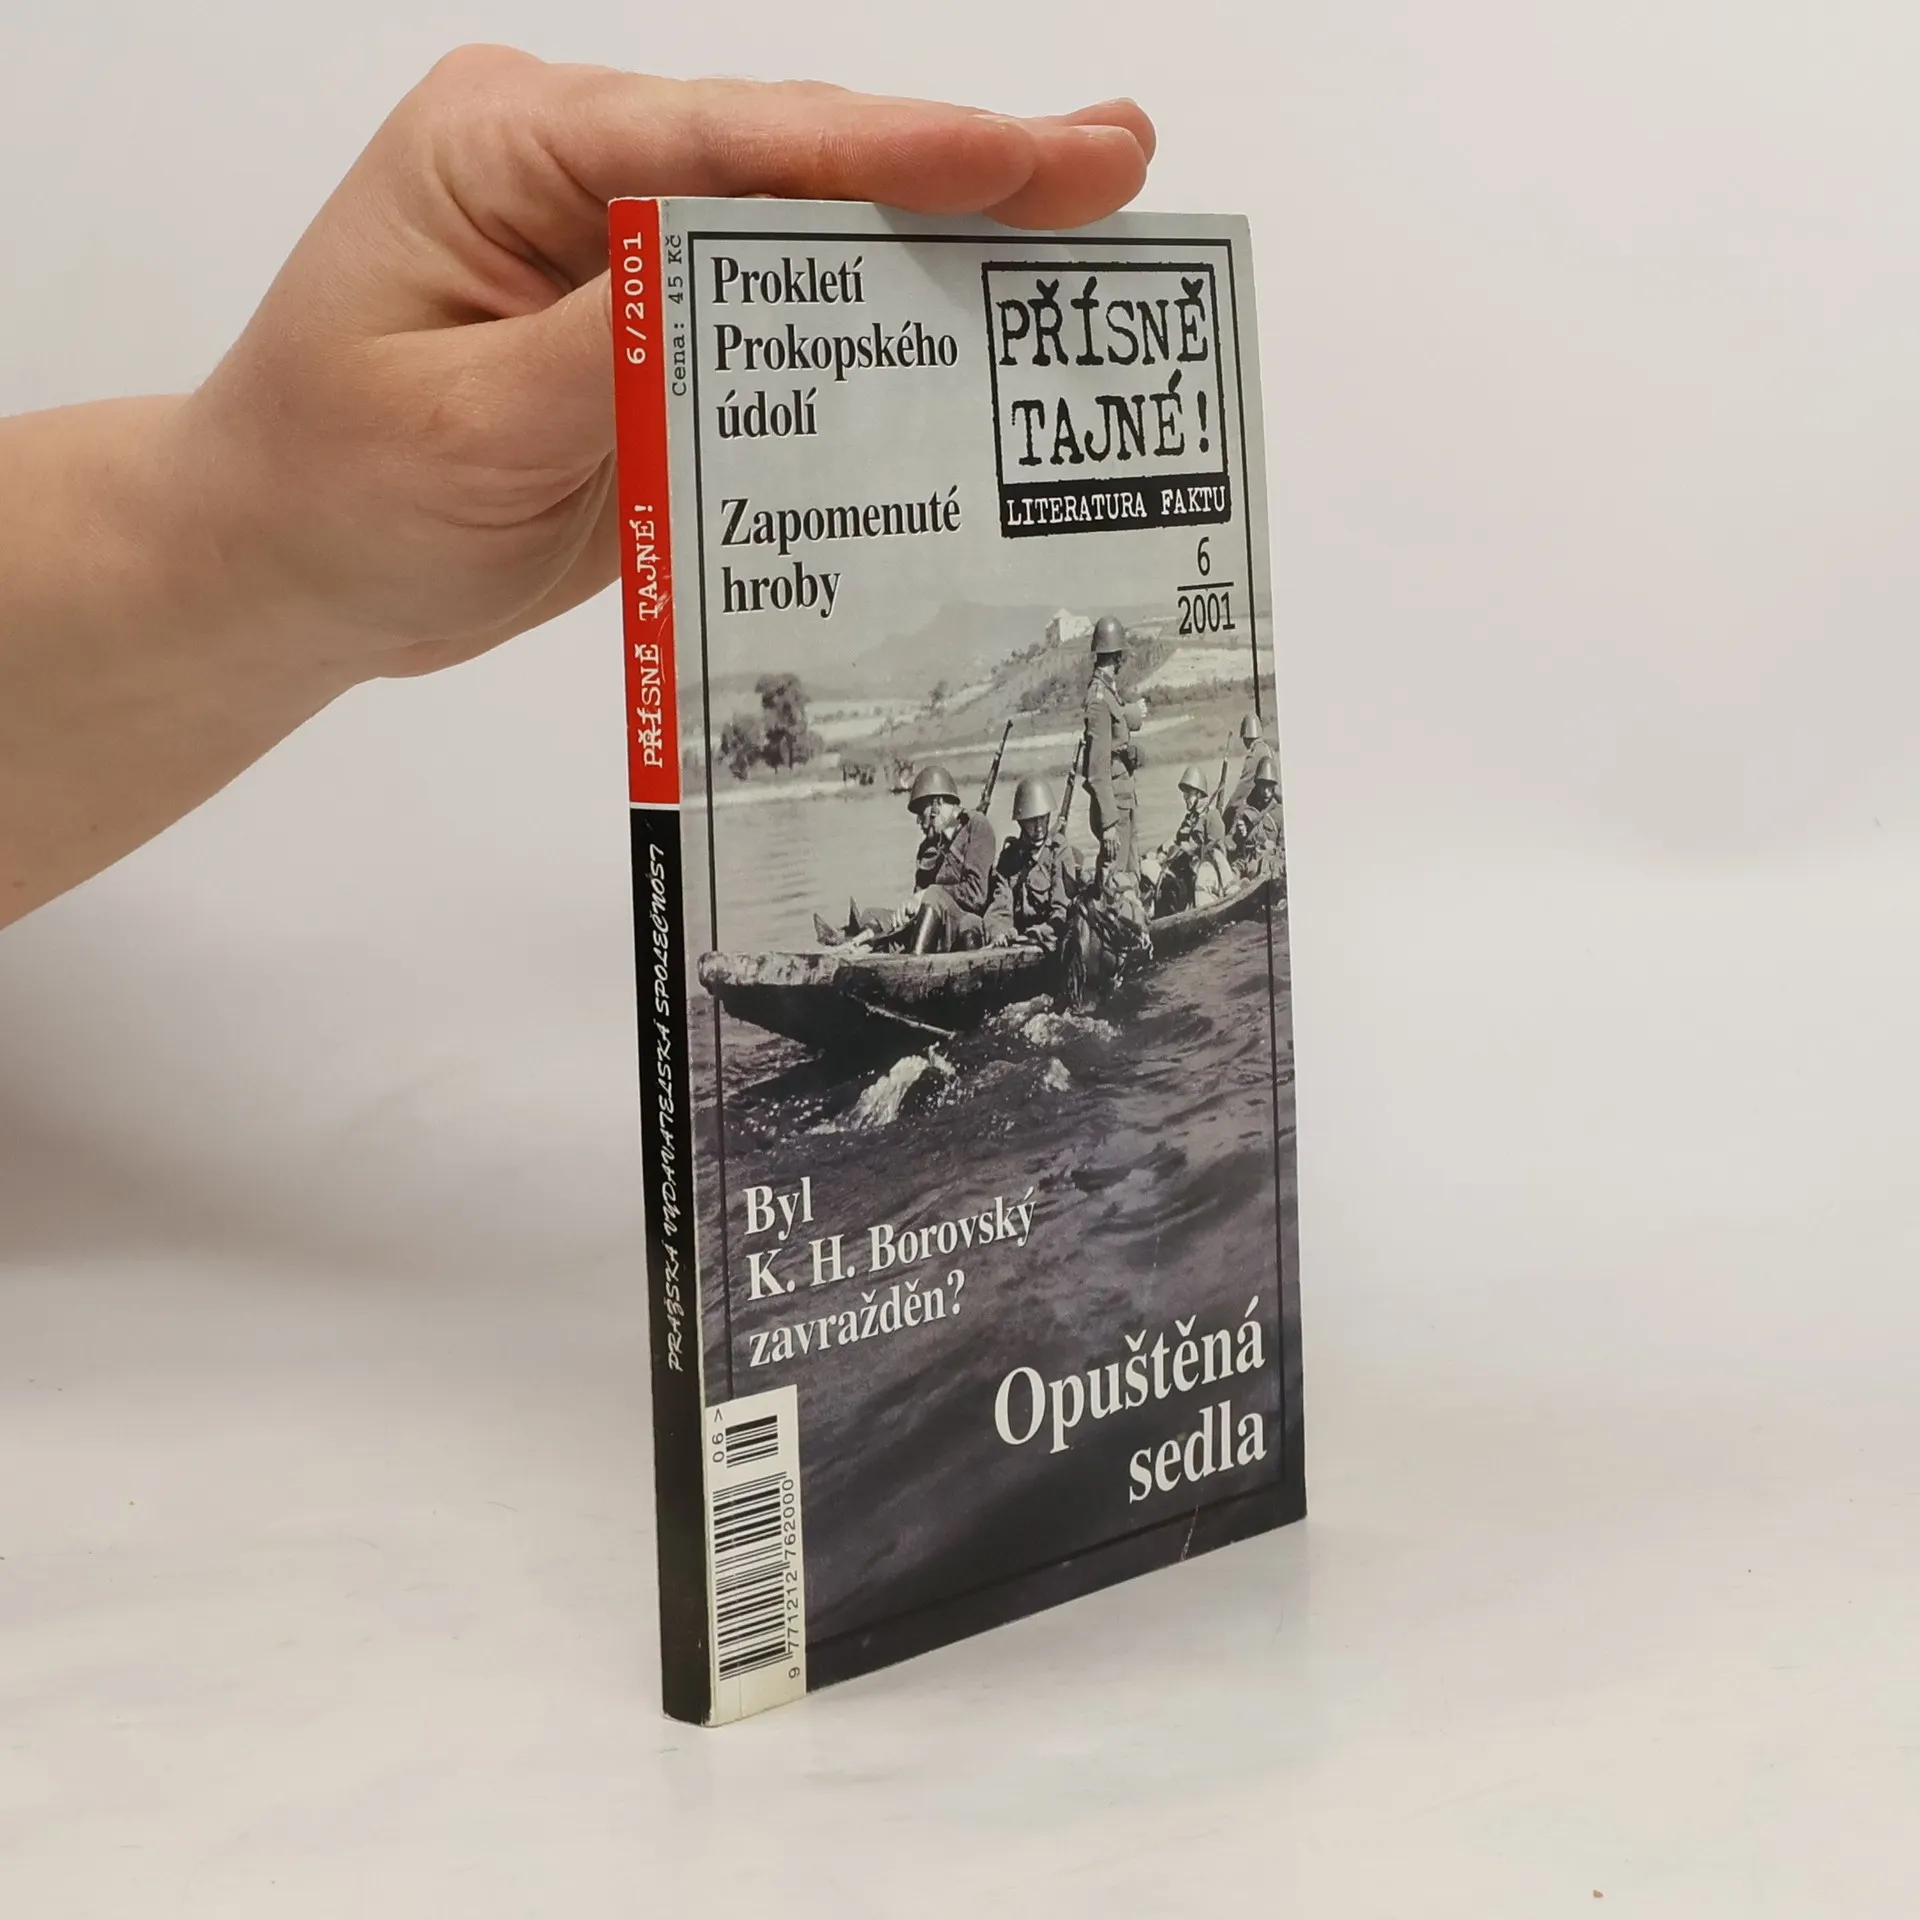 6/2001
PŘÍSNĚ TAJNÉ!
PRAŽSKÁ VYDAVATELSKÁ SPOLEČNOST
Cena: 45 Kč
Prokletí
Prokopského
údolí
Zapomenuté
hroby
PŘÍSNĚ
TAJNÉ!
LITERATURA FAKTU
6
2001
Byl
K. H. Borovský
zavražděn?
Opuštěná
sedla
06 >
9 771212 762000